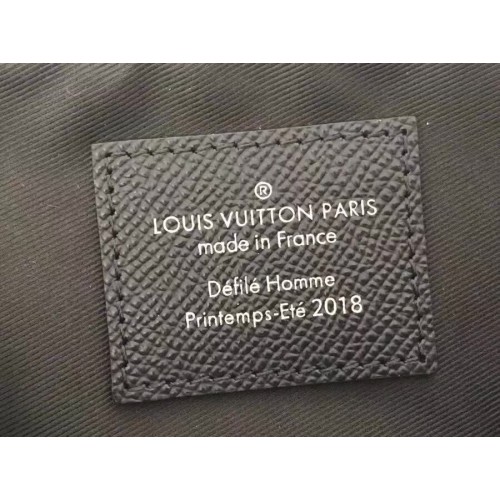 ®
LOUIS VUITTON PARIS
made in France
Défilé Homme
Printemps-Eté 2018